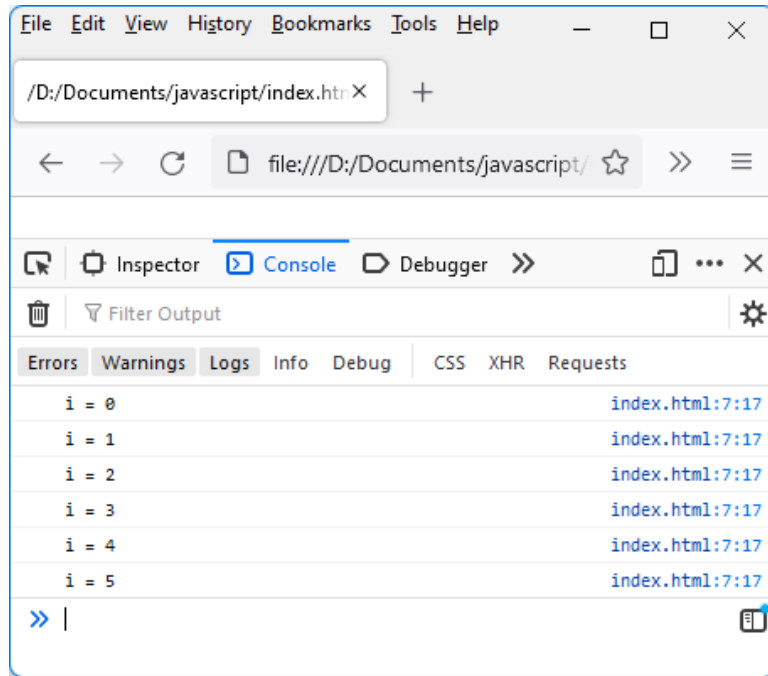 File Edit View History Bookmarks Tools Help
/D:/Documents/javascript/index.htm
file:///D:/Documents/javascript/
Inspector Console Debugger
Filter Output
Errors Warnings Logs Info Debug CSS XHR Requests
i = 0 index.html:7:17
i = 1 index.html:7:17
i = 2 index.html:7:17
i = 3 index.html:7:17
i = 4 index.html:7:17
i = 5 index.html:7:17